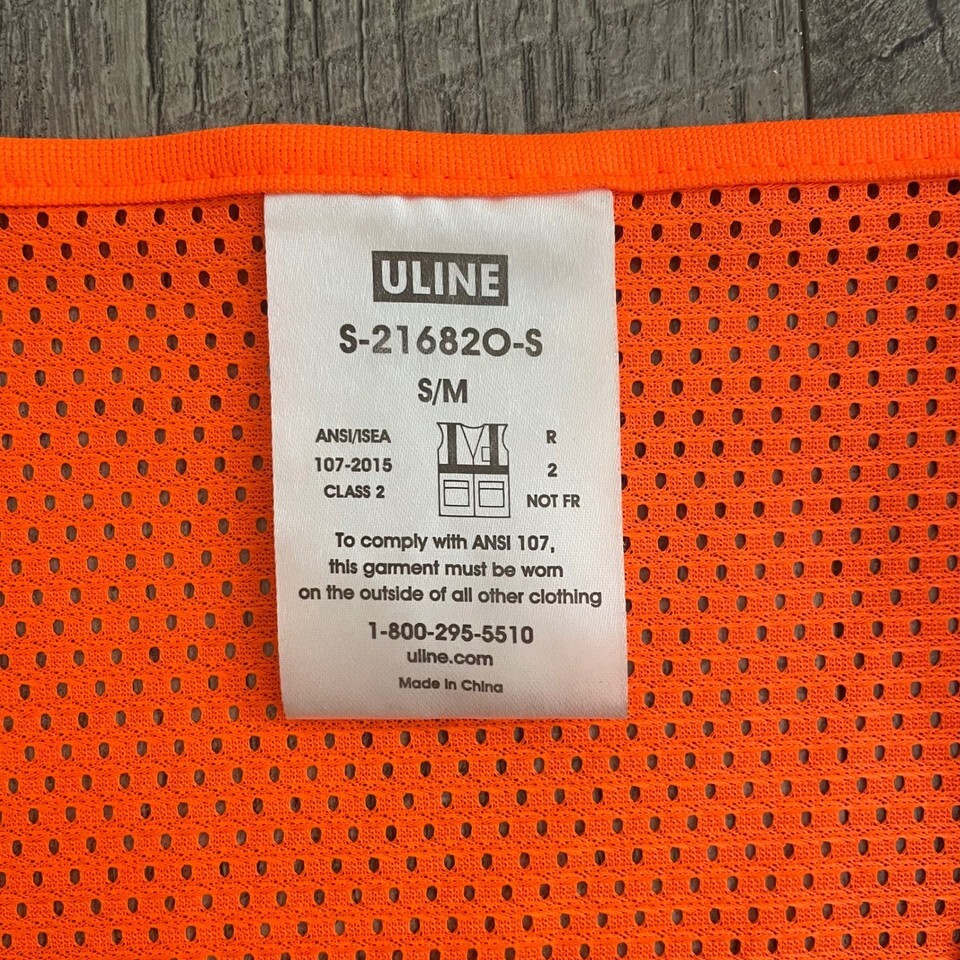 ULINE
S-21682O-S
S/M
ANSI/ISEA
107-2015
CLASS 2
R
2
NOT FR
To comply with ANSI 107,
this garment must be worn
on the outside of all other clothing
1-800-295-5510
uline.com
Made in China